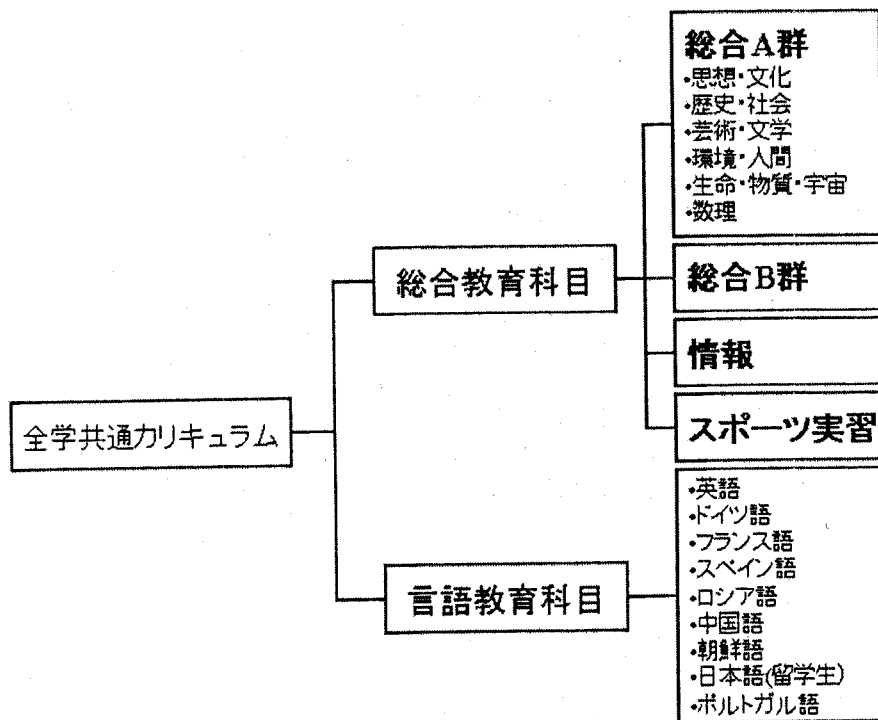 全学共通カリキュラム
総合教育科目
総合A群
・思想・文化
・歴史・社会
・芸術・文学
・環境・人間
・生命・物質・宇宙
・数理
総合B群
情報
スポーツ実習
言語教育科目
・英語
・ドイツ語
・フランス語
・スペイン語
・ロシア語
・中国語
・朝鮮語
・日本語(留学生)
・ポルトガル語